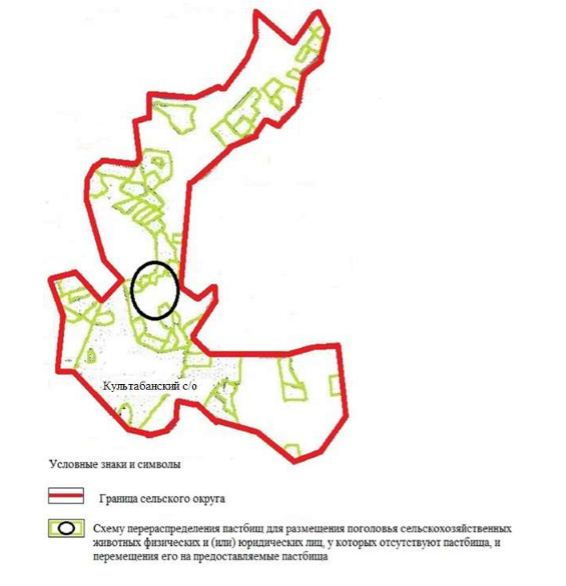 Культабанский с/о
Условные знаки и символы
Граница сельского округа
Схему перераспределения пастбищ для размещения поголовья сельскохозяйственных
животных физических и (или) юридических лиц, у которых отсутствуют пастбища, и
перемещения его на предоставляемые пастбища